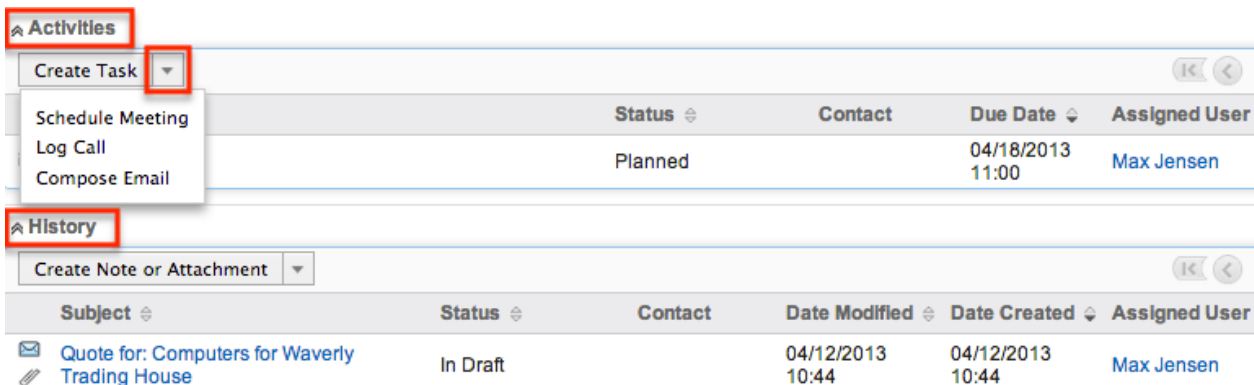 Activities
Create Task
Schedule Meeting
Log Call
Compose Email
Status Contact Due Date Assigned User
Planned 04/18/2013 11:00 Max Jensen
History
Create Note or Attachment
Subject Status Contact Date Modified Date Created Assigned User
Quote for: Computers for Waverly Trading House In Draft 04/12/2013 10:44 04/12/2013 10:44 Max Jensen